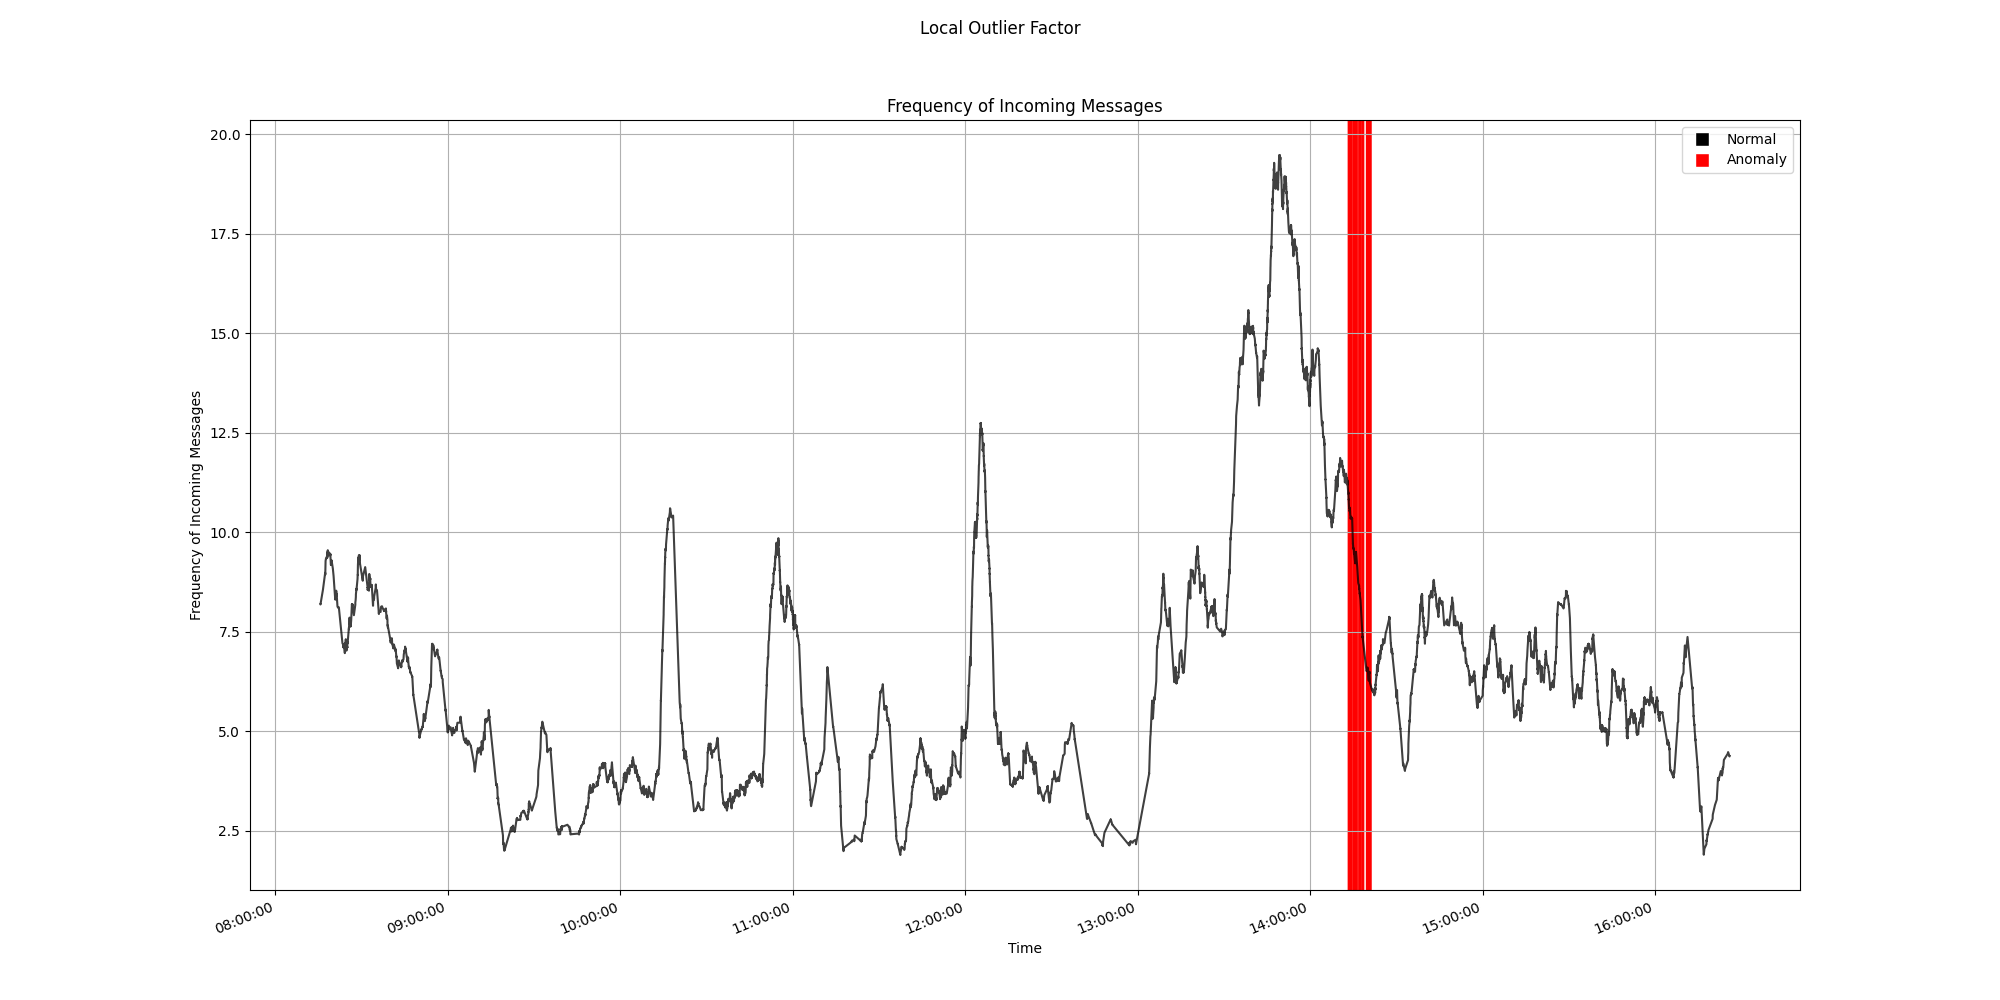 Local Outlier Factor
Frequency of Incoming Messages
20.0
17.5
15.0
12.5
10.0
7.5
5.0
2.5
Frequency of Incoming Messages
Normal
Anomaly
08:00:00
09:00:00
10:00:00
11:00:00
12:00:00
13:00:00
14:00:00
15:00:00
16:00:00
Time